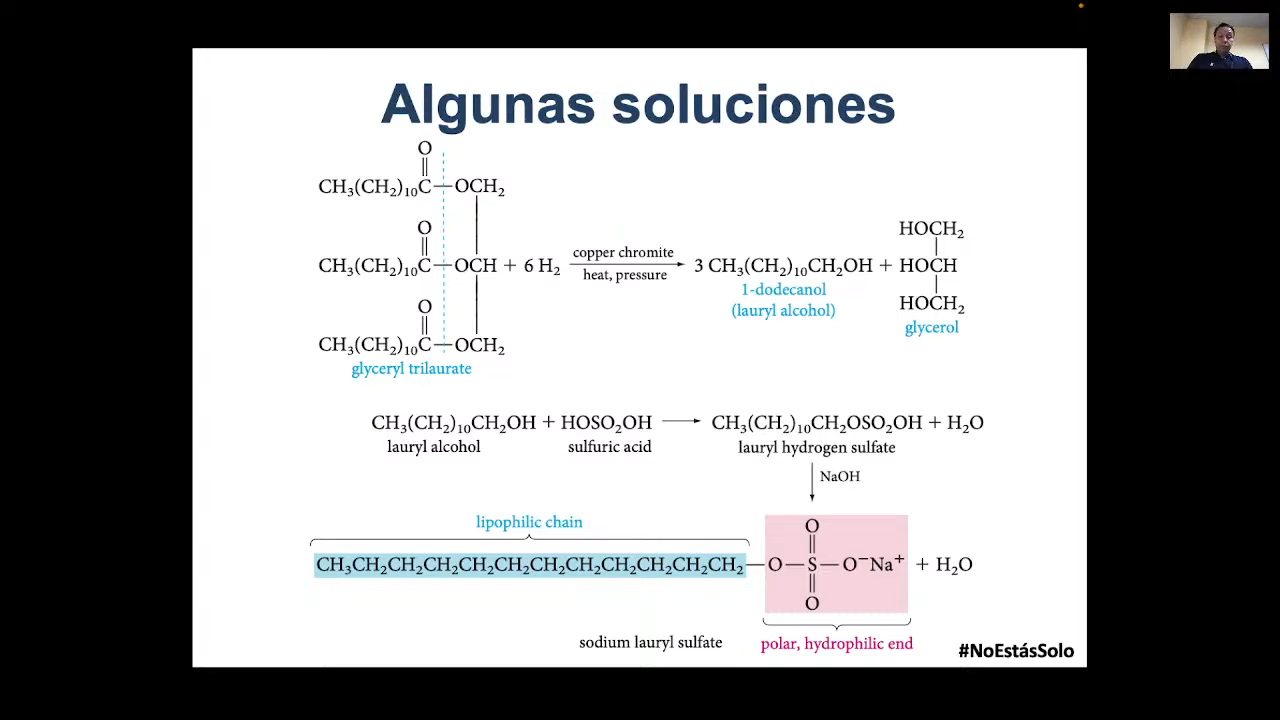 Algunas soluciones
O
CH₃(CH₂)₁₀C—OCH₂
O
CH₃(CH₂)₁₀C—OCH + 6 H₂
copper chromite
heat, pressure
3 CH₃(CH₂)₁₀CH₂OH +
1-dodecanol
(lauryl alcohol)
HOCH₂
HOCH
HOCH₂
glycerol
O
CH₃(CH₂)₁₀C—OCH₂
glyceryl trilaurate
CH₃(CH₂)₁₀CH₂OH + HOSO₂OH ⟶ CH₃(CH₂)₁₀CH₂OSO₂OH + H₂O
lauryl alcohol
sulfuric acid
lauryl hydrogen sulfate
NaOH
lipophilic chain
O
CH₃CH₂CH₂CH₂CH₂CH₂CH₂CH₂CH₂CH₂CH₂CH₂—O—S—O⁻Na⁺ + H₂O
O
sodium lauryl sulfate
polar, hydrophilic end
#NoEstásSolo